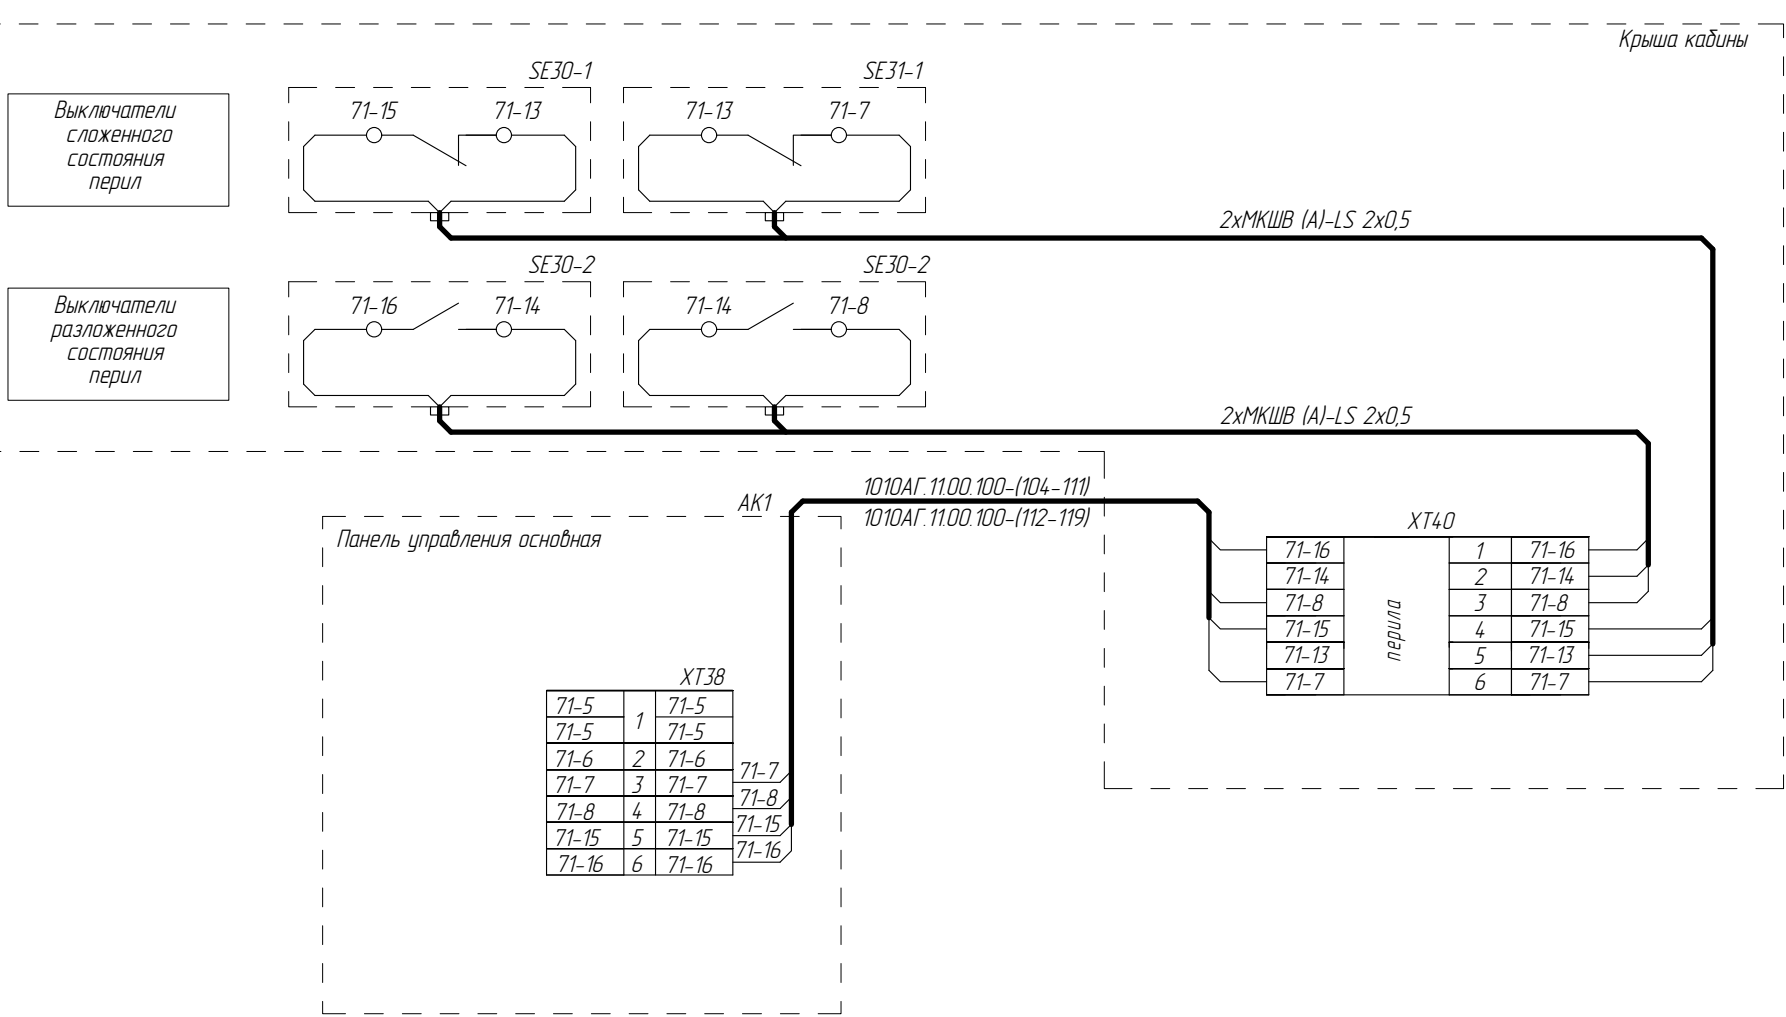 Крыша кабины
SE30-1
SE31-1
Выключатели
сложенного
состояния
перил
71-15
71-13
71-13
71-7
2хМКШВ (А)-LS 2х0,5
SE30-2
SE30-2
Выключатели
разложенного
состояния
перил
71-16
71-14
71-14
71-8
2хМКШВ (А)-LS 2х0,5
1010АГ.11.00.100-(104-111)
1010АГ.11.00.100-(112-119)
АК1
Панель управления основная
ХТ40
71-16 1 71-16
71-14 2 71-14
71-8 3 71-8
71-15 4 71-15
71-13 5 71-13
71-7 6 71-7
перила
ХТ38
71-5 1 71-5
71-5 71-5
71-6 2 71-6
71-7 3 71-7 71-7
71-8 4 71-8 71-8
71-15 5 71-15 71-15
71-16 6 71-16 71-16